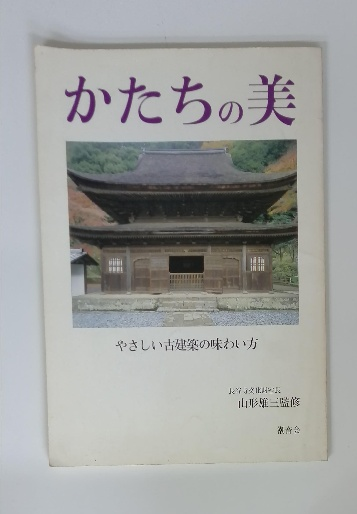 かたちの美
やさしい古建築の味わい方
山形雄三監修